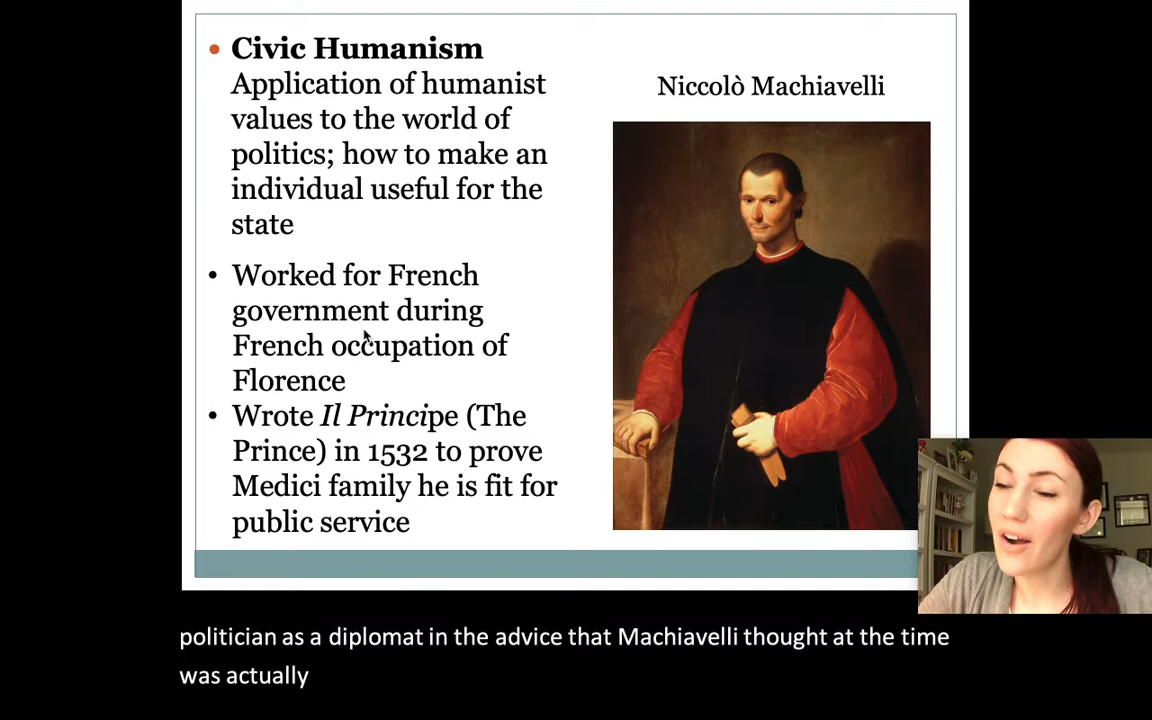 Civic Humanism
Application of humanist
values to the world of
politics; how to make an
individual useful for the
state
Worked for French
government during
French occupation of
Florence
Wrote Il Principe (The
Prince) in 1532 to prove
Medici family he is fit for
public service
Niccolò Machiavelli
politician as a diplomat in the advice that Machiavelli thought at the time
was actually